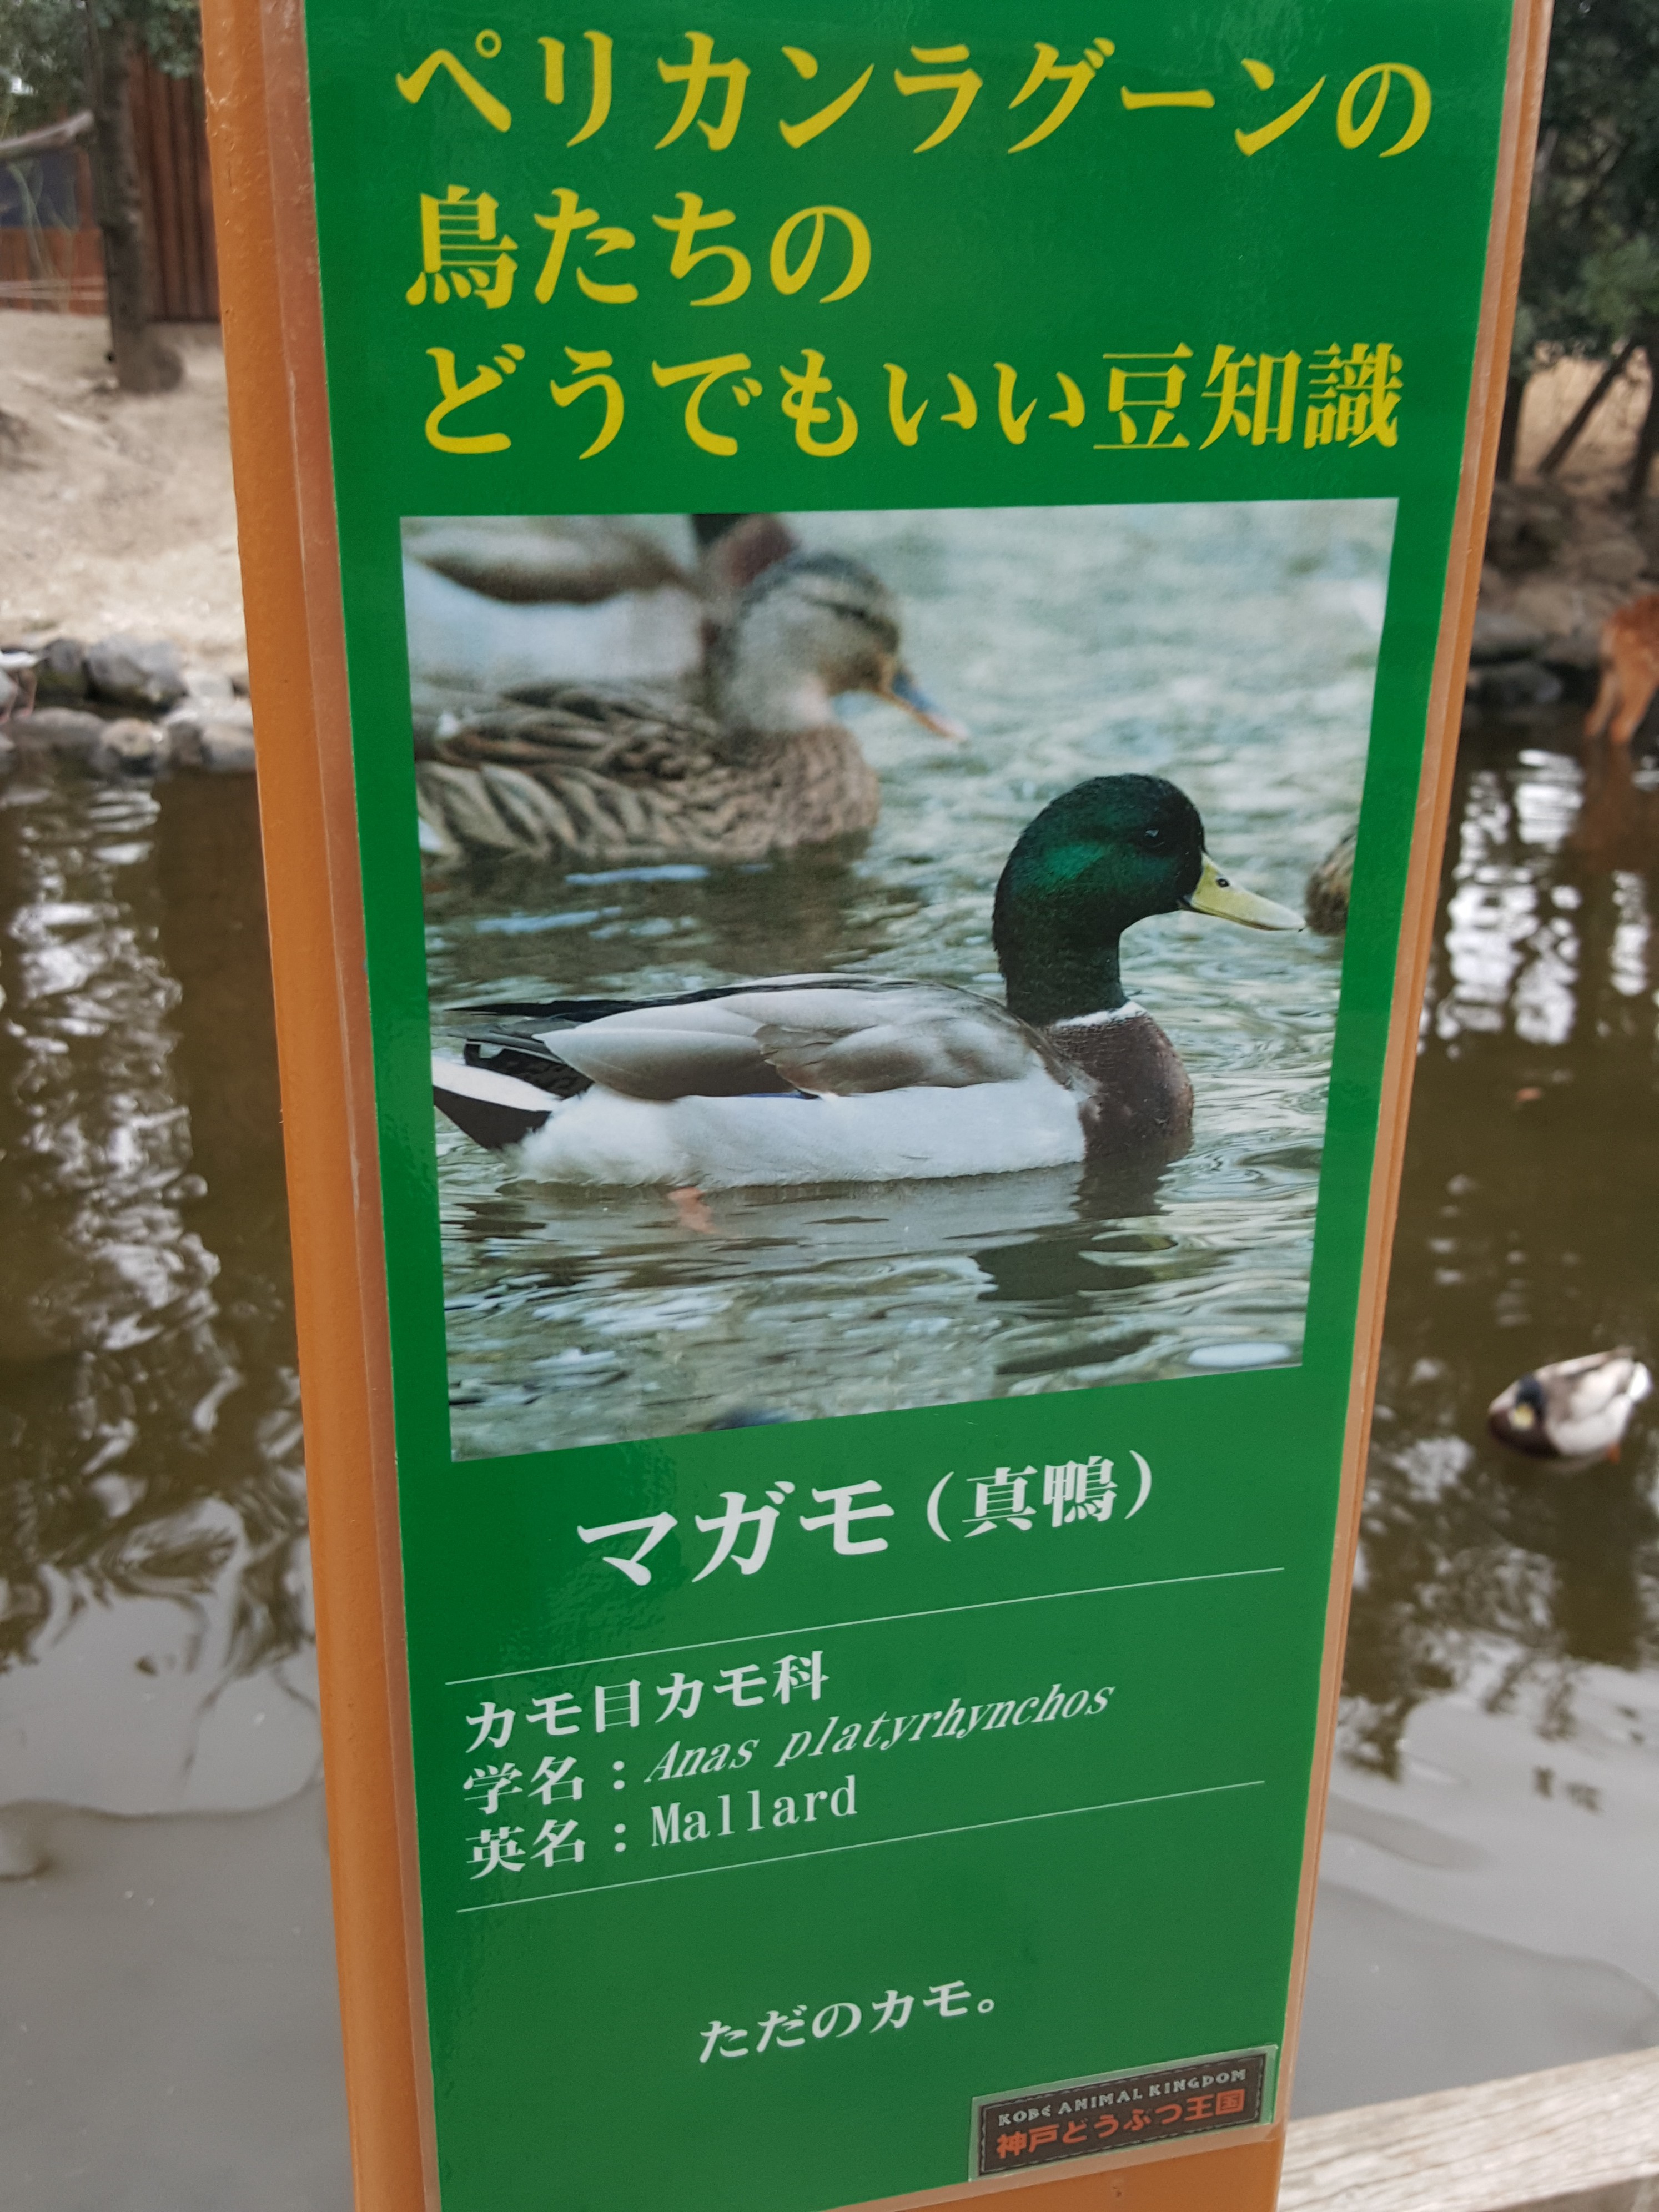 ペリカンラグーンの
鳥たちの
どうでもいい豆知識
マガモ（真鴨）
カモ目カモ科
学名：Anas platyrhynchos
英名：Mallard
ただのカモ。
KOBE ANIMAL KINGDOM
神戸どうぶつ王国